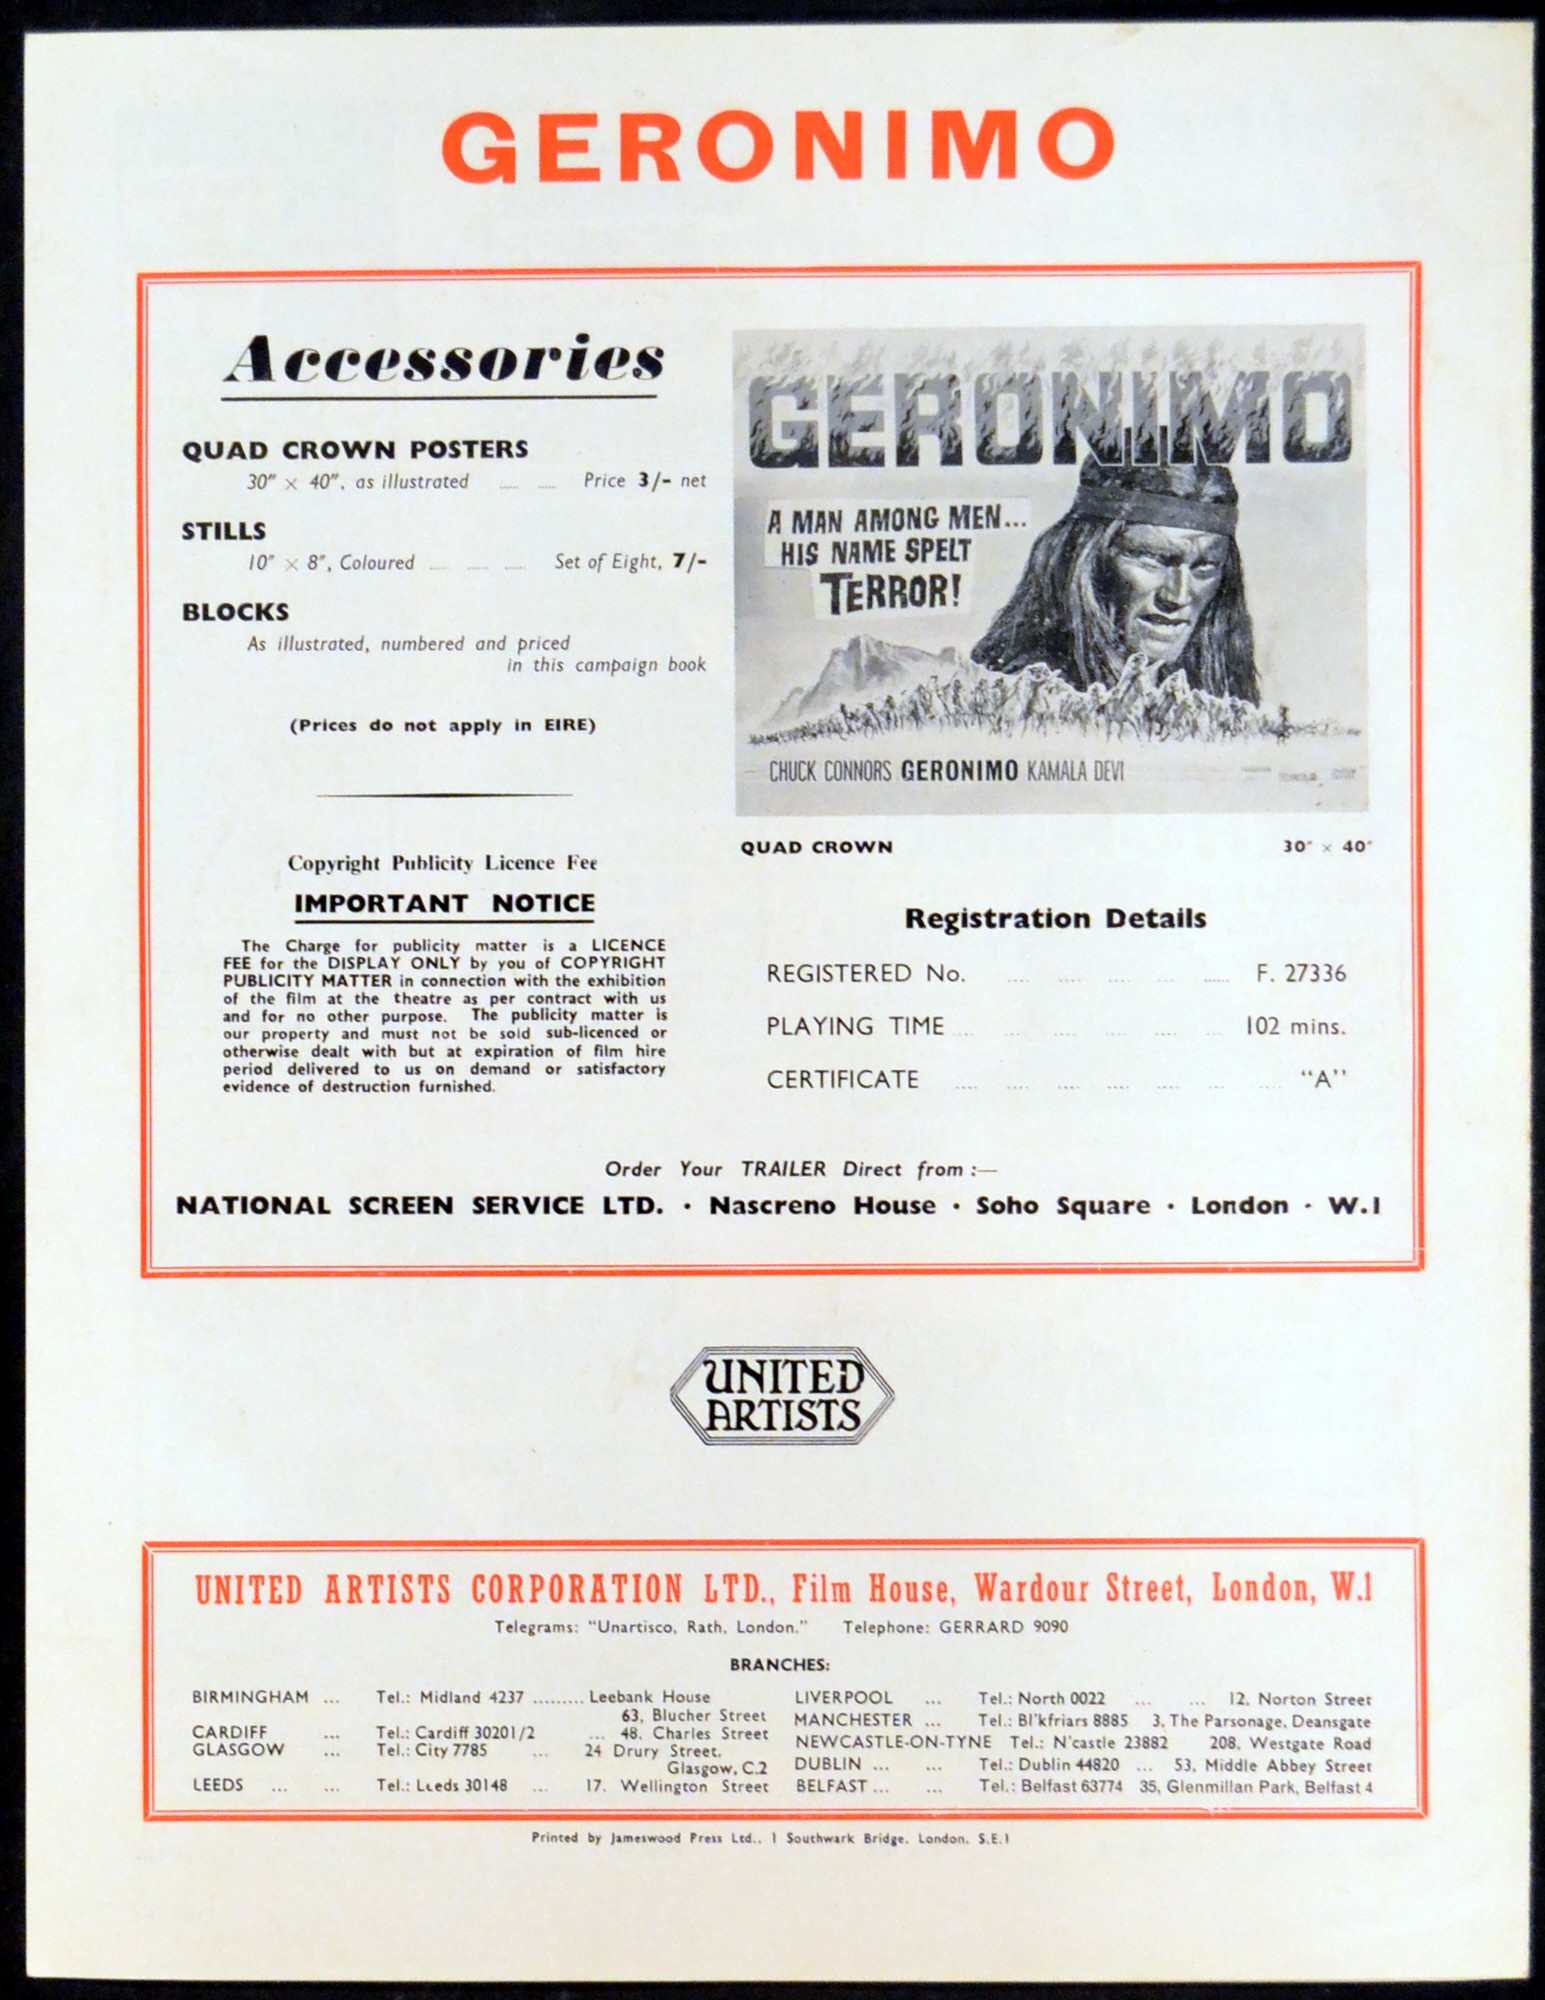 GERONIMO
Accessories
QUAD CROWN POSTERS
30" × 40", as illustrated ...... ...... Price 3/- net
STILLS
10" × 8", Coloured ...... ...... ...... Set of Eight, 7/-
BLOCKS
As illustrated, numbered and priced
in this campaign book
(Prices do not apply in EIRE)
Copyright Publicity Licence Fee
IMPORTANT NOTICE
The Charge for publicity matter is a LICENCE
FEE for the DISPLAY ONLY by you of COPYRIGHT
PUBLICITY MATTER in connection with the exhibition
of the film at the theatre as per contract with us
and for no other purpose. The publicity matter is
our property and must not be sold sub-licenced or
otherwise dealt with but at expiration of film hire
period delivered to us on demand or satisfactory
evidence of destruction furnished.
GERONIMO
A MAN AMONG MEN...
HIS NAME SPELT
TERROR!
CHUCK CONNORS GERONIMO KAMALA DEVI
QUAD CROWN 30" × 40"
Registration Details
REGISTERED No. .... .... .... .... ...... F. 27336
PLAYING TIME .... .... .... .... .... .... 102 mins.
CERTIFICATE .... .... .... .... .... ... .... "A"
Order Your TRAILER Direct from :—
NATIONAL SCREEN SERVICE LTD. · Nascreno House · Soho Square · London · W.1
UNITED
ARTISTS
UNITED ARTISTS CORPORATION LTD., Film House, Wardour Street, London, W.1
Telegrams: "Unartisco, Rath, London." Telephone: GERRARD 9090
BRANCHES:
BIRMINGHAM ... Tel.: Midland 4237 ......... Leebank House
63, Blucher Street
CARDIFF ... Tel.: Cardiff 30201/2 ... 48, Charles Street
GLASGOW ... Tel.: City 7785 ... 24 Drury Street,
Glasgow, C.2
LEEDS ... ... Tel.: Leeds 30148 ... 17, Wellington Street
LIVERPOOL ... Tel.: North 0022 ... ... 12, Norton Street
MANCHESTER ... Tel.: Bl'kfriars 8885 3, The Parsonage, Deansgate
NEWCASTLE-ON-TYNE Tel.: N'castle 23882 208, Westgate Road
DUBLIN ... ... Tel.: Dublin 44820 ... 53, Middle Abbey Street
BELFAST ... ... Tel.: Belfast 63774 35, Glenmillan Park, Belfast 4
Printed by Jameswood Press Ltd., 1 Southwark Bridge, London, S.E.1